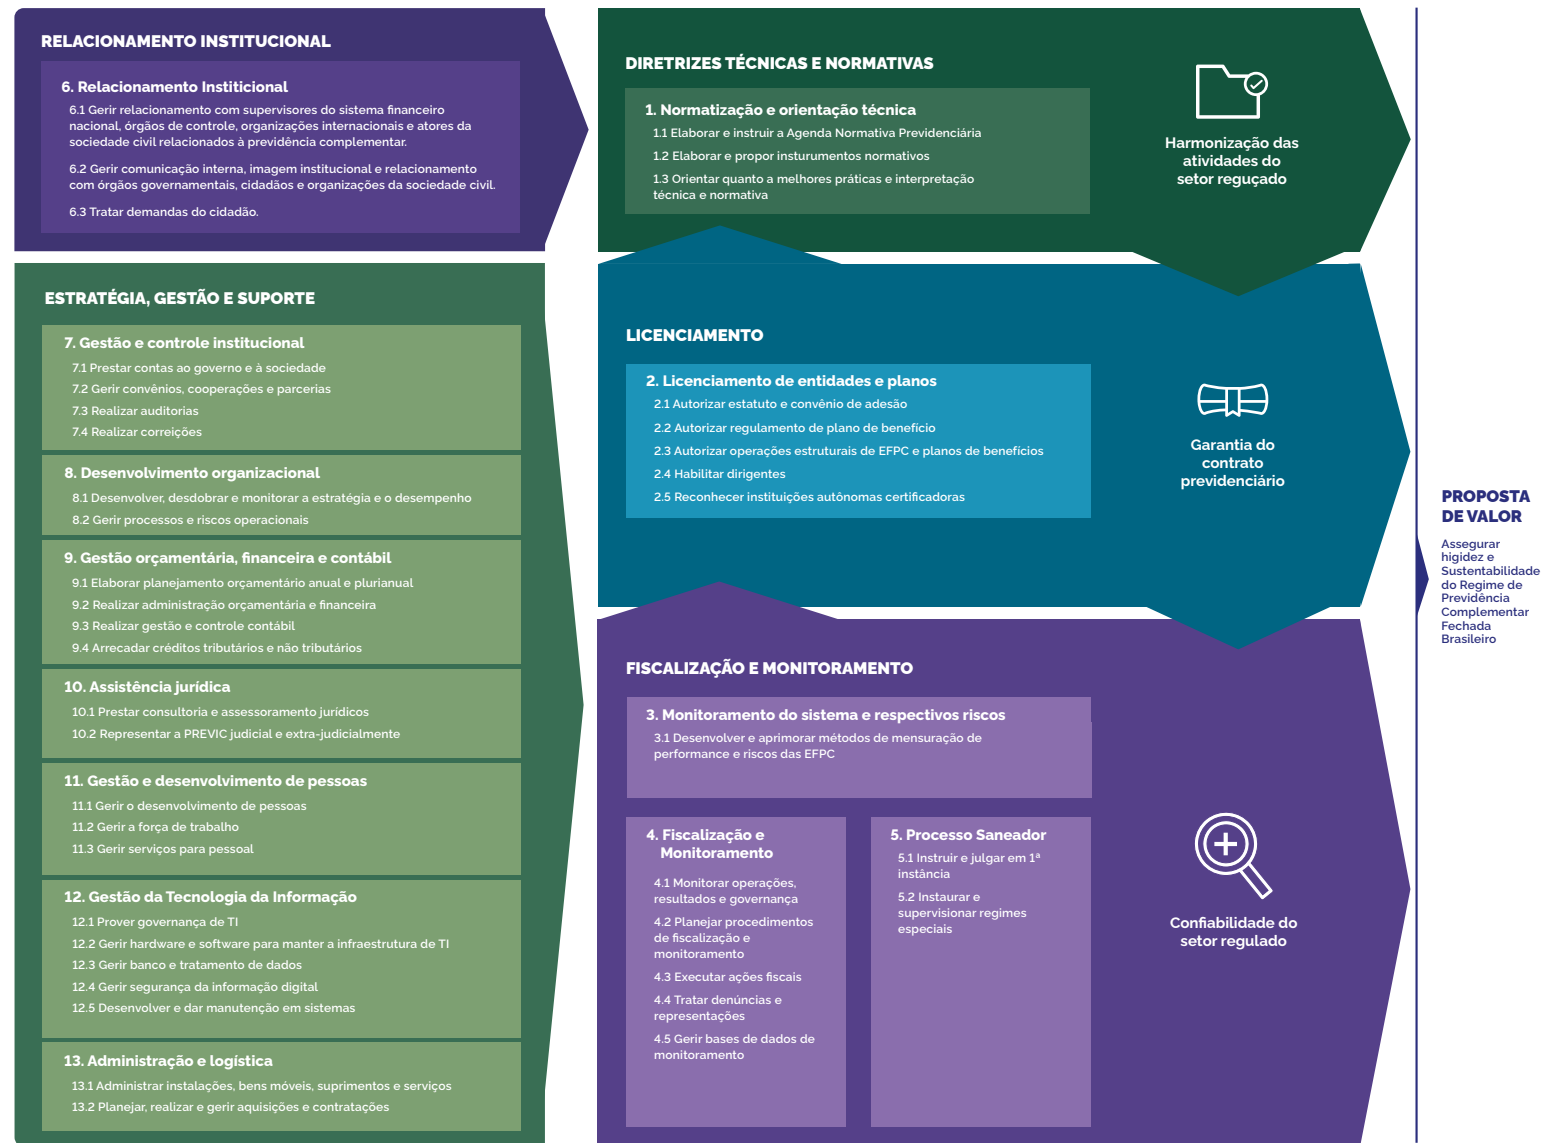 RELACIONAMENTO INSTITUCIONAL
6. Relacionamento Institicional
6.1 Gerir relacionamento com supervisores do sistema financeiro
nacional, órgãos de controle, organizações internacionais e atores da
sociedade civil relacionados à previdência complementar.
6.2 Gerir comunicação interna, imagem institucional e relacionamento
com órgãos governamentais, cidadãos e organizações da sociedade civil.
6.3 Tratar demandas do cidadão.
ESTRATÉGIA, GESTÃO E SUPORTE
7. Gestão e controle institucional
7.1 Prestar contas ao governo e à sociedade
7.2 Gerir convênios, cooperações e parcerias
7.3 Realizar auditorias
7.4 Realizar correições
8. Desenvolvimento organizacional
8.1 Desenvolver, desdobrar e monitorar a estratégia e o desempenho
8.2 Gerir processos e riscos operacionais
9. Gestão orçamentária, financeira e contábil
9.1 Elaborar planejamento orçamentário anual e plurianual
9.2 Realizar administração orçamentária e financeira
9.3 Realizar gestão e controle contábil
9.4 Arrecadar créditos tributários e não tributários
10. Assistência jurídica
10.1 Prestar consultoria e assessoramento jurídicos
10.2 Representar a PREVIC judicial e extra-judicialmente
11. Gestão e desenvolvimento de pessoas
11.1 Gerir o desenvolvimento de pessoas
11.2 Gerir a força de trabalho
11.3 Gerir serviços para pessoal
12. Gestão da Tecnologia da Informação
12.1 Prover governança de TI
12.2 Gerir hardware e software para manter a infraestrutura de TI
12.3 Gerir banco e tratamento de dados
12.4 Gerir segurança da informação digital
12.5 Desenvolver e dar manutenção em sistemas
13. Administração e logística
13.1 Administrar instalações, bens móveis, suprimentos e serviços
13.2 Planejar, realizar e gerir aquisições e contratações
DIRETRIZES TÉCNICAS E NORMATIVAS
1. Normatização e orientação técnica
1.1 Elaborar e instruir a Agenda Normativa Previdenciária
1.2 Elaborar e propor insturumentos normativos
1.3 Orientar quanto a melhores práticas e interpretação
técnica e normativa
Harmonização das
atividades do
setor reguçado
LICENCIAMENTO
2. Licenciamento de entidades e planos
2.1 Autorizar estatuto e convênio de adesão
2.2 Autorizar regulamento de plano de benefício
2.3 Autorizar operações estruturais de EFPC e planos de benefícios
2.4 Habilitar dirigentes
2.5 Reconhecer instituições autônomas certificadoras
Garantia do
contrato
previdenciário
FISCALIZAÇÃO E MONITORAMENTO
3. Monitoramento do sistema e respectivos riscos
3.1 Desenvolver e aprimorar métodos de mensuração de
performance e riscos das EFPC
4. Fiscalização e
Monitoramento
4.1 Monitorar operações,
resultados e governança
4.2 Planejar procedimentos
de fiscalização e
monitoramento
4.3 Executar ações fiscais
4.4 Tratar denúncias e
representações
4.5 Gerir bases de dados de
monitoramento
5. Processo Saneador
5.1 Instruir e julgar em 1ª
instância
5.2 Instaurar e
supervisionar regimes
especiais
Confiabilidade do
setor regulado
PROPOSTA
DE VALOR
Assegurar
higidez e
Sustentabilidade
do Regime de
Previdência
Complementar
Fechada
Brasileiro